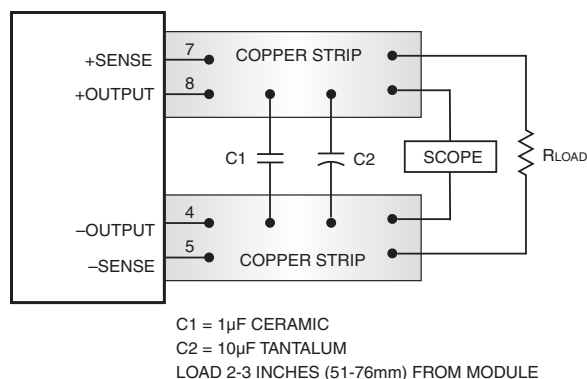 +SENSE
7
COPPER STRIP
+OUTPUT
8
C1
C2
SCOPE
RLOAD
–OUTPUT
4
–SENSE
5
COPPER STRIP
C1 = 1µF CERAMIC
C2 = 10µF TANTALUM
LOAD 2-3 INCHES (51-76mm) FROM MODULE